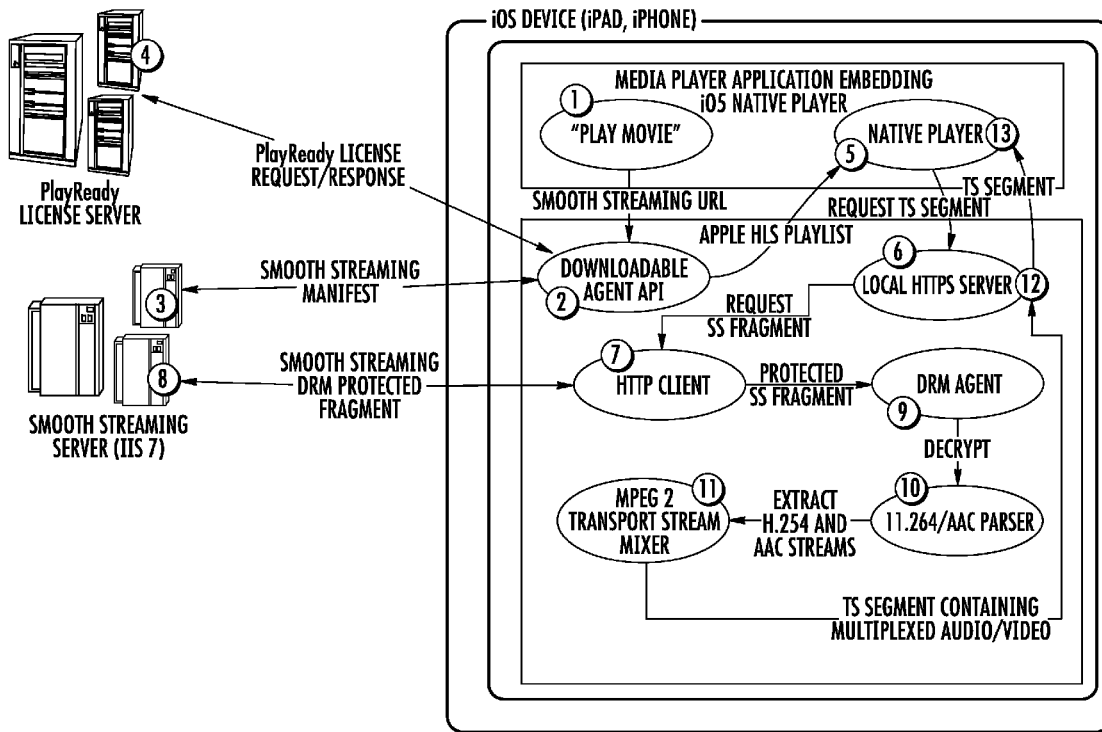 iOS DEVICE (iPAD, iPHONE)
4
MEDIA PLAYER APPLICATION EMBEDDING
iOS NATIVE PLAYER
1
"PLAY MOVIE"
NATIVE PLAYER
13
5
PlayReady LICENSE
REQUEST/RESPONSE
PlayReady
LICENSE SERVER
SMOOTH STREAMING URL
TS SEGMENT
REQUEST TS SEGMENT
APPLE HLS PLAYLIST
6
DOWNLOADABLE
AGENT API
2
LOCAL HTTPS SERVER
12
SMOOTH STREAMING
MANIFEST
3
REQUEST
SS FRAGMENT
7
HTTP CLIENT
PROTECTED
SS FRAGMENT
DRM AGENT
9
SMOOTH STREAMING
DRM PROTECTED
FRAGMENT
8
SMOOTH STREAMING
SERVER (IIS 7)
DECRYPT
10
11.264/AAC PARSER
EXTRACT
H.254 AND
AAC STREAMS
11
MPEG 2
TRANSPORT STREAM
MIXER
TS SEGMENT CONTAINING
MULTIPLEXED AUDIO/VIDEO